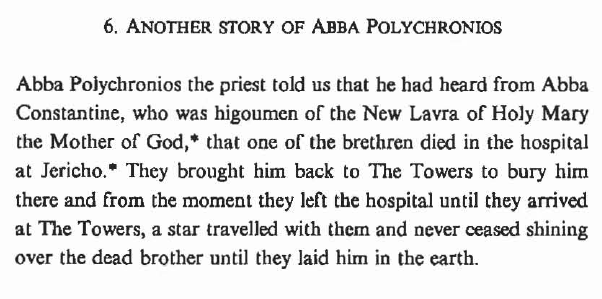 6. ANOTHER STORY OF ABBA POLYCHRONIOS
Abba Polychronios the priest told us that he had heard from Abba
Constantine, who was higoumen of the New Lavra of Holy Mary
the Mother of God,* that one of the brethren died in the hospital
at Jericho.* They brought him back to The Towers to bury him
there and from the moment they left the hospital until they arrived
at The Towers, a star travelled with them and never ceased shining
over the dead brother until they laid him in the earth.